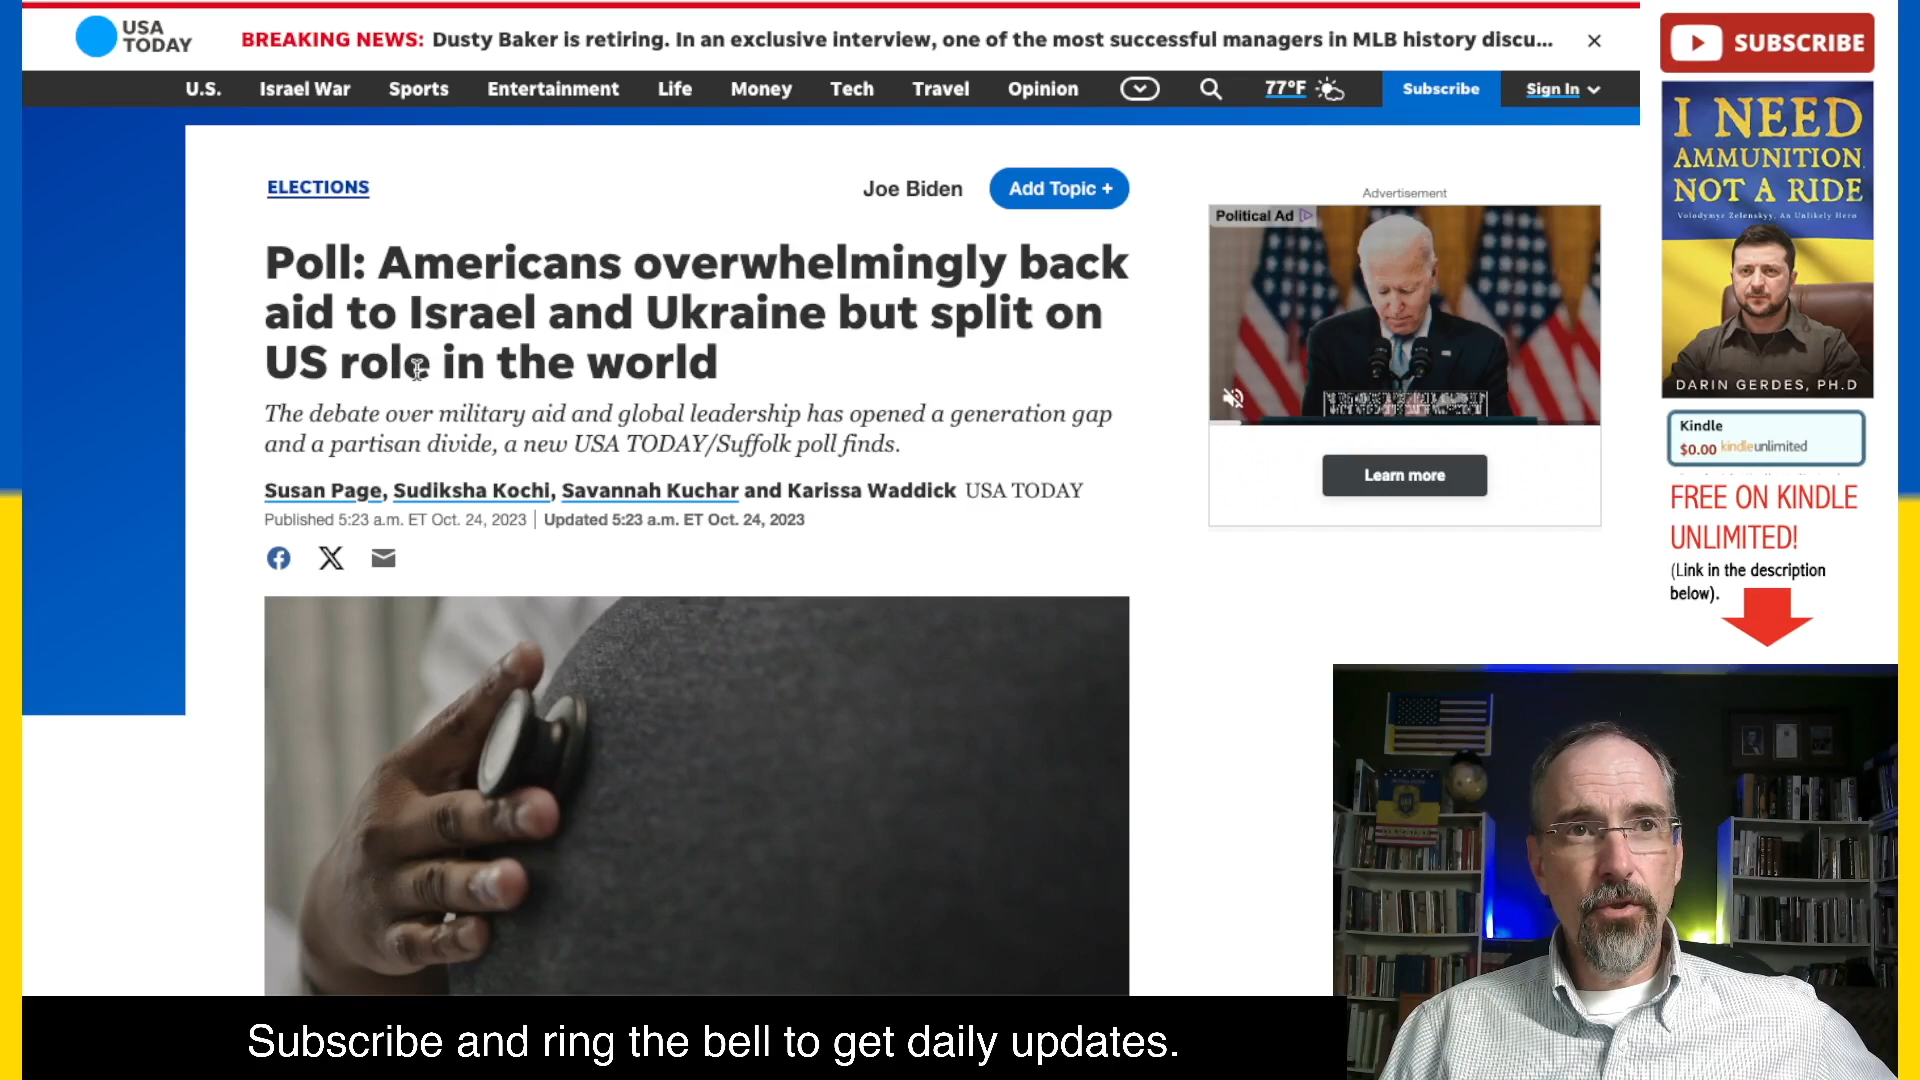 USA
TODAY
BREAKING NEWS: Dusty Baker is retiring. In an exclusive interview, one of the most successful managers in MLB history discu...
U.S. Israel War Sports Entertainment Life Money Tech Travel Opinion 77°F Subscribe Sign In
ELECTIONS
Joe Biden
Add Topic +
Poll: Americans overwhelmingly back
aid to Israel and Ukraine but split on
US role in the world
The debate over military aid and global leadership has opened a generation gap
and a partisan divide, a new USA TODAY/Suffolk poll finds.
Susan Page, Sudiksha Kochi, Savannah Kuchar and Karissa Waddick USA TODAY
Published 5:23 a.m. ET Oct. 24, 2023 | Updated 5:23 a.m. ET Oct. 24, 2023
Advertisement
Political Ad
Learn more
SUBSCRIBE
I NEED
AMMUNITION,
NOT A RIDE
Volodymyr Zelenskyy, An Unlikely Hero
DARIN GERDES, PH.D
Kindle
$0.00 kindleunlimited
FREE ON KINDLE
UNLIMITED!
(Link in the description
below).
Subscribe and ring the bell to get daily updates.